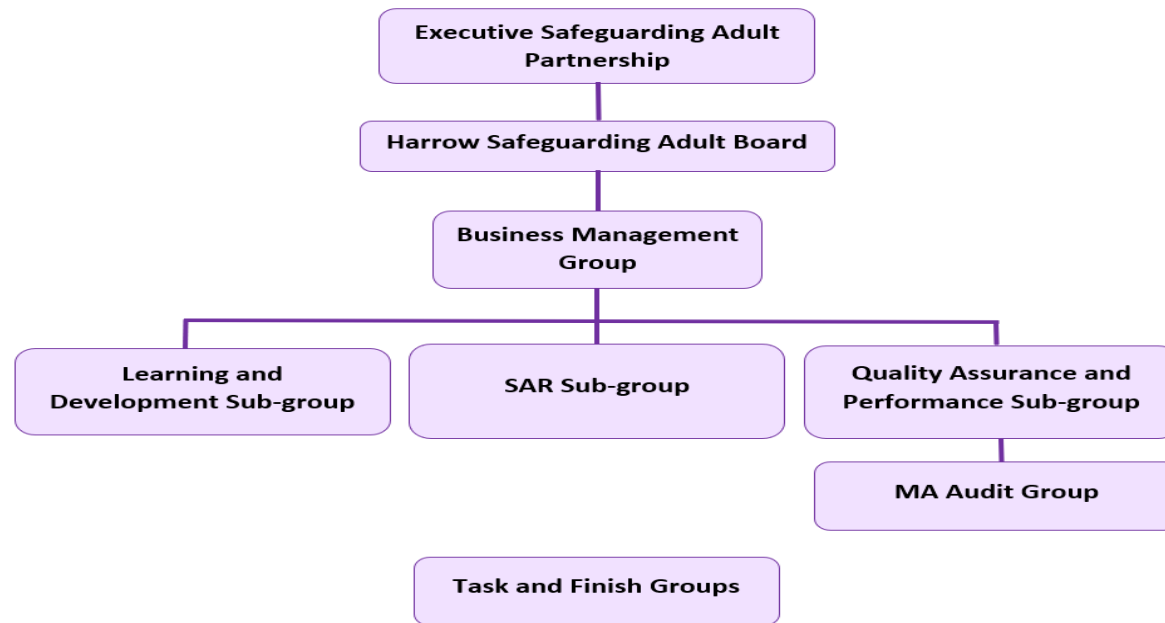 Executive Safeguarding Adult
Partnership
Harrow Safeguarding Adult Board
Business Management
Group
Learning and
Development Sub-group
SAR Sub-group
Quality Assurance and
Performance Sub-group
MA Audit Group
Task and Finish Groups